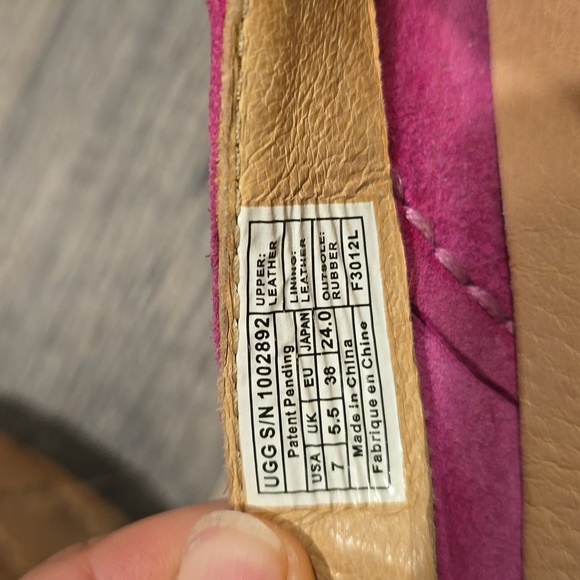 UGG S/N 1002892
Patent Pending
USA UK EU JAPAN
7 5.5 38 24.0
Made in China
Fabrique en Chine
UPPER:
LEATHER
LINING:
LEATHER
OUTSOLE:
RUBBER
F3012L